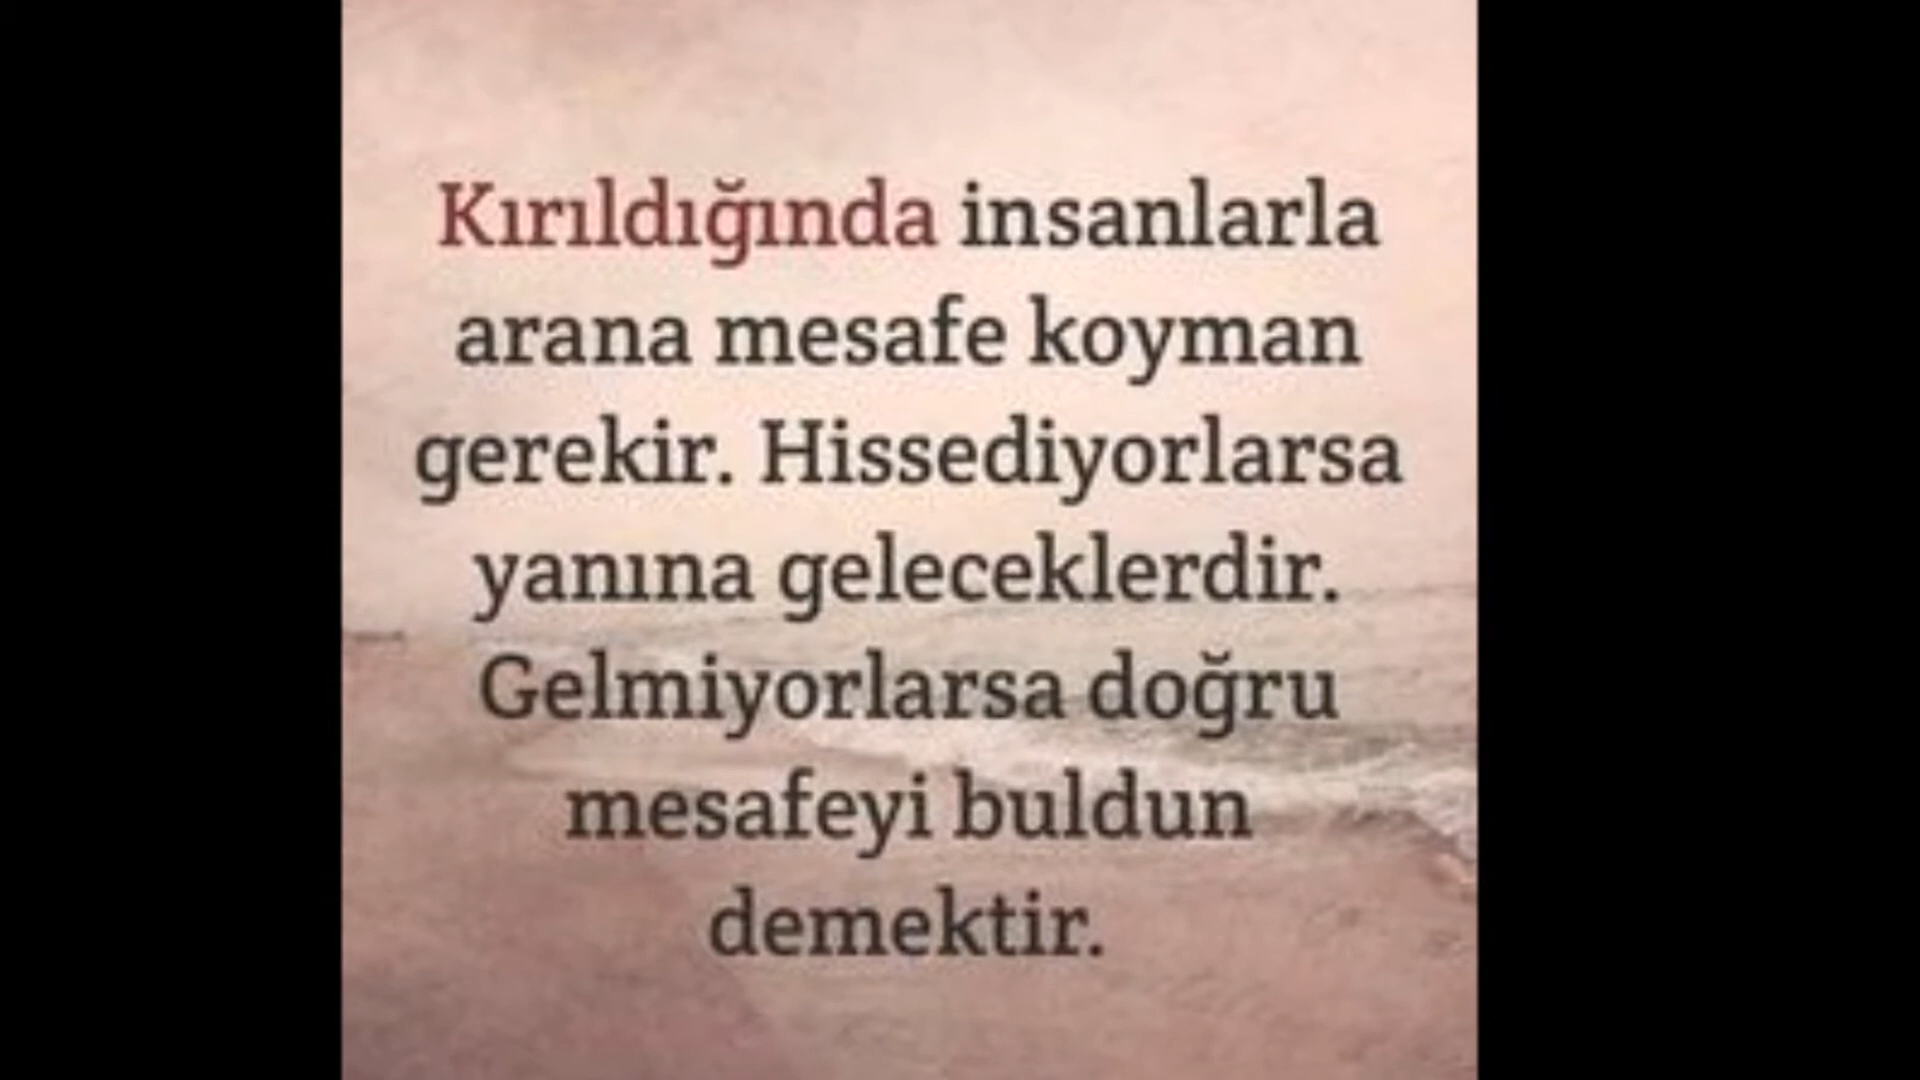 Kırıldığında insanlarla
arana mesafe koyman
gerekir. Hissediyorlarsa
yanına geleceklerdir.
Gelmiyorlarsa doğru
mesafeyi buldun
demektir.